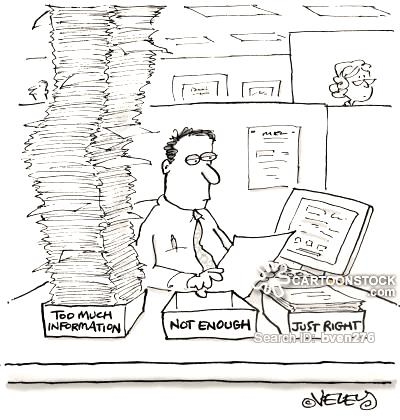 TOO MUCH
INFORMATION
NOT ENOUGH
JUST RIGHT
CARTOONSTOCK
.com
Search ID: bven276
©VELEY